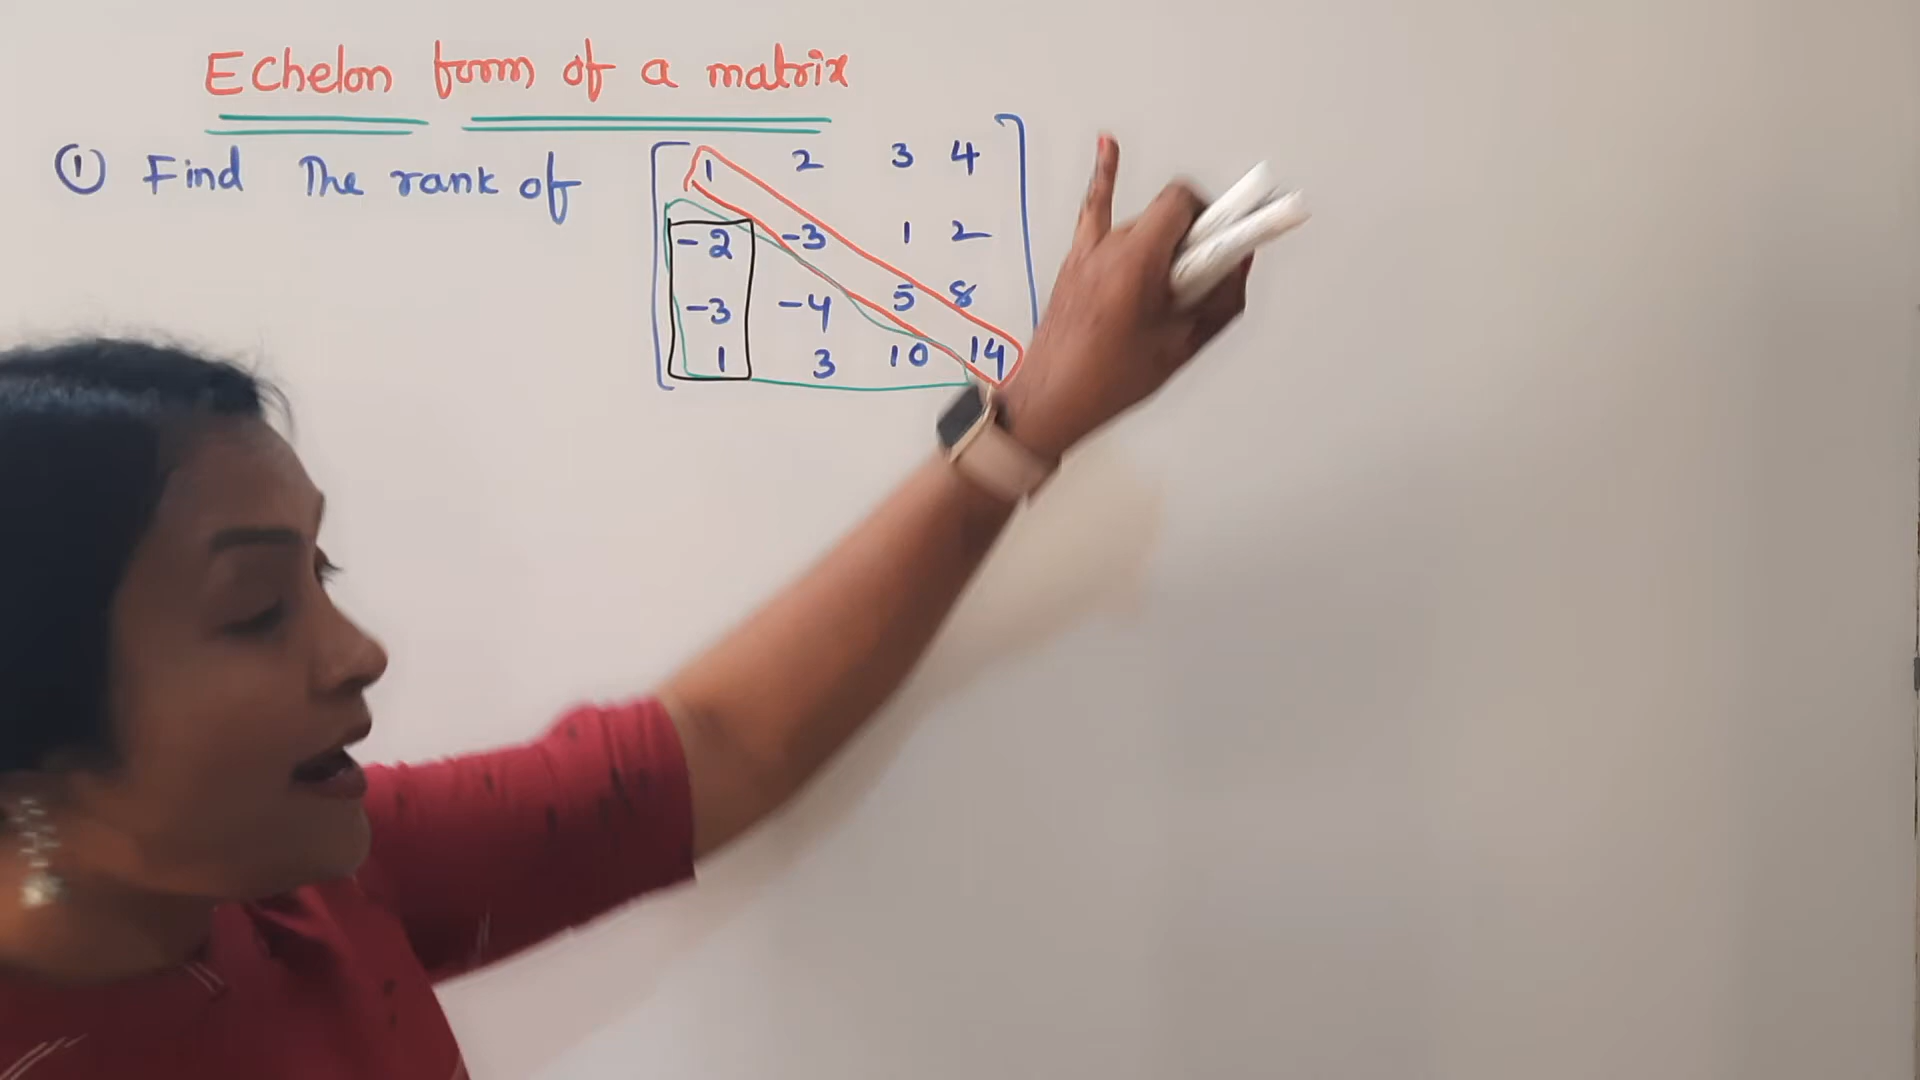 Echelon form of a matrix
① Find The rank of
1 2 3 4
-2 -3 1 2
-3 -4 5 8
1 3 10 14